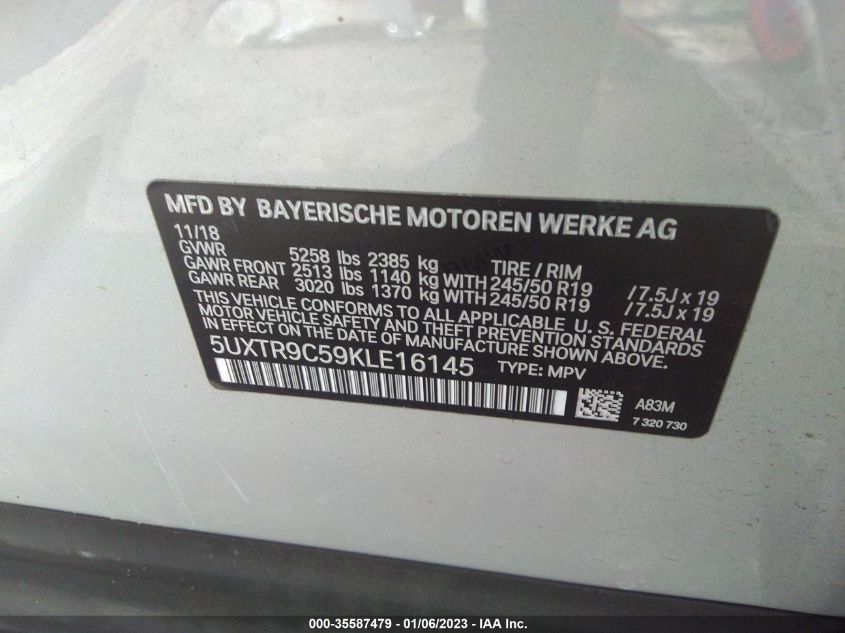 MFD BY BAYERISCHE MOTOREN WERKE AG
11/18
GVWR 5258 lbs 2385 kg TIRE / RIM
GAWR FRONT 2513 lbs 1140 kg WITH 245/50 R19 / 7.5J x 19
GAWR REAR 3020 lbs 1370 kg WITH 245/50 R19 / 7.5J x 19
THIS VEHICLE CONFORMS TO ALL APPLICABLE U. S. FEDERAL
MOTOR VEHICLE SAFETY AND THEFT PREVENTION STANDARDS
IN EFFECT ON THE DATE OF MANUFACTURE SHOWN ABOVE.
5UXTR9C59KLE16145 TYPE: MPV
A83M
7 320 730
000-35587479 - 01/06/2023 - IAA Inc.